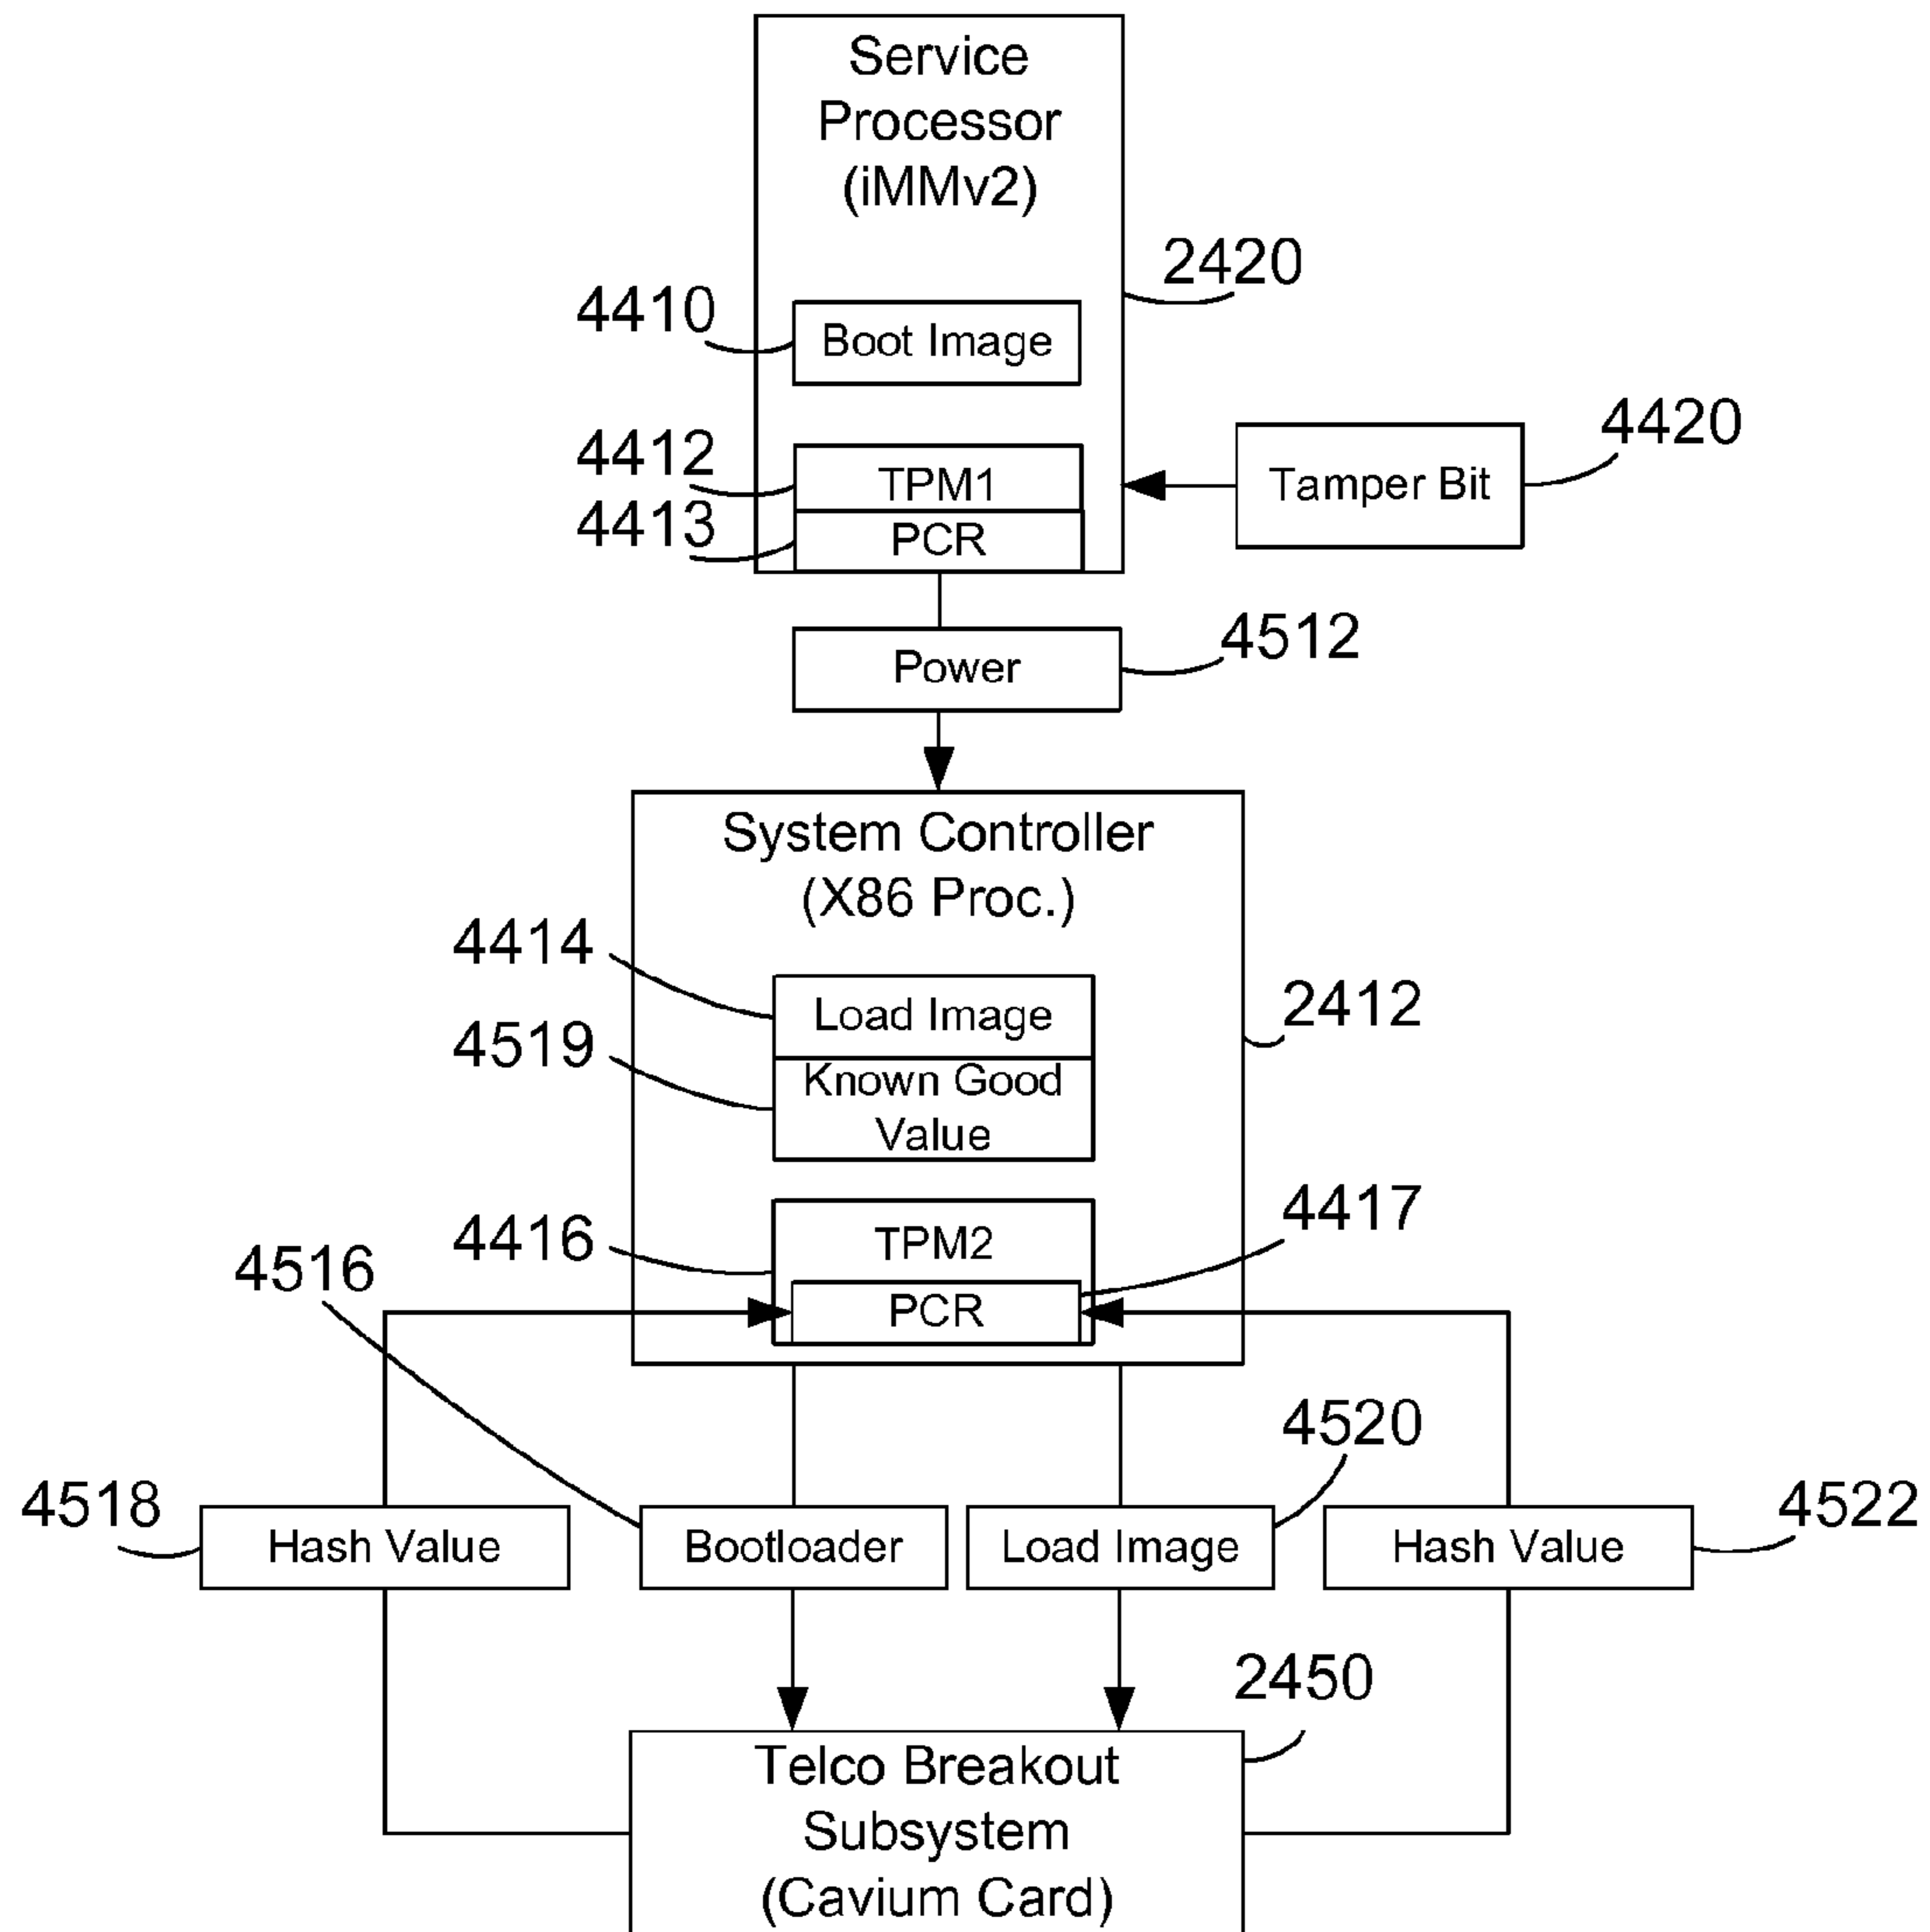 Service
Processor
(iMMv2)
2420
4410
Boot Image
4412
TPM1
4420
Tamper Bit
4413
PCR
4512
Power
System Controller
(X86 Proc.)
4414
Load Image
2412
4519
Known Good
Value
4416
TPM2
4417
4516
PCR
4520
4518
Hash Value
Bootloader
Load Image
Hash Value
4522
2450
Telco Breakout
Subsystem
(Cavium Card)